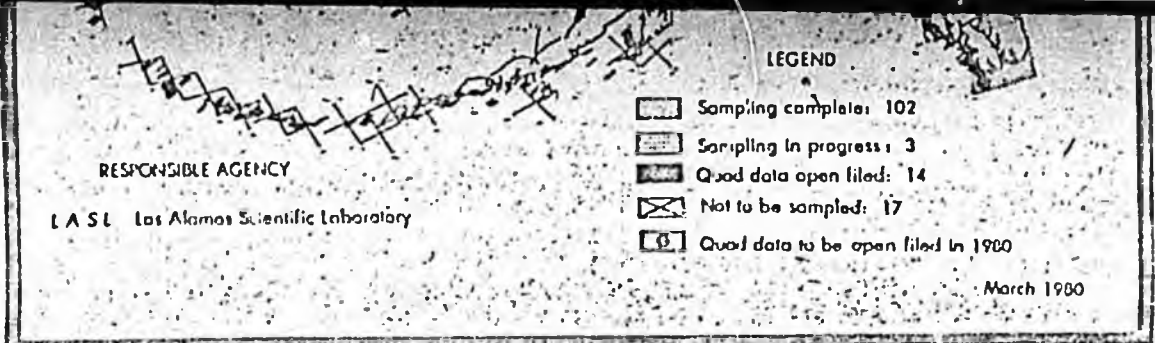 LEGEND
Sampling complete: 102
Sampling in progress: 3
Quad data open filed: 14
Not to be sampled: 17
Quad data to be open filed in 1980
RESPONSIBLE AGENCY
LASL Los Alamos Scientific Laboratory
March 1980